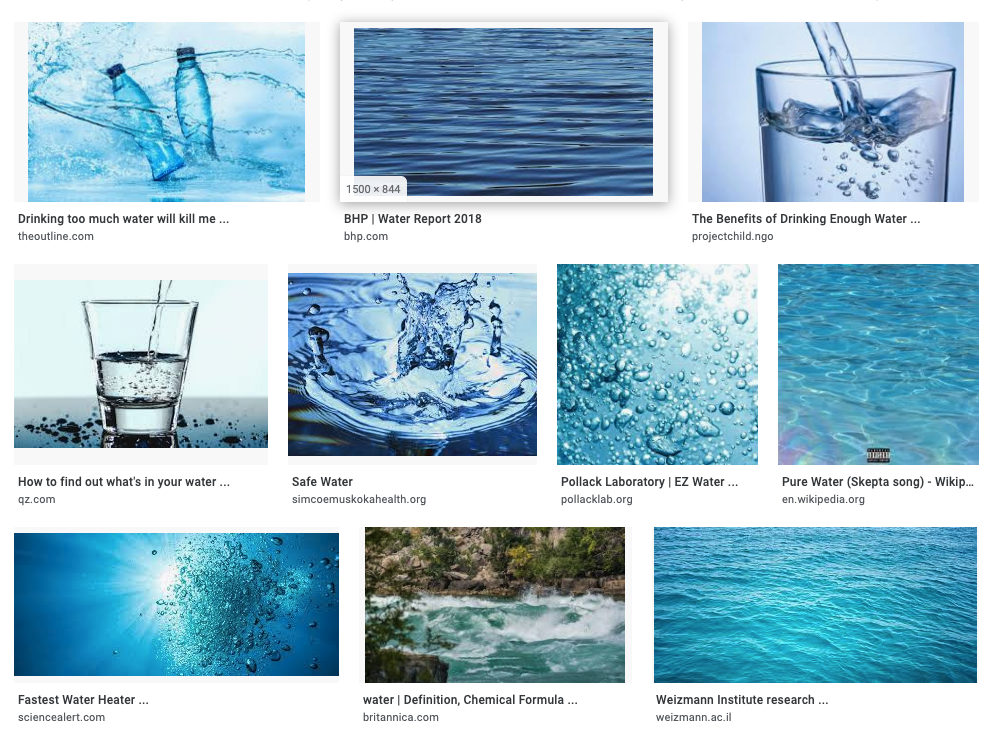 Drinking too much water will kill me ...
theoutline.com
1500 × 844
BHP | Water Report 2018
bhp.com
The Benefits of Drinking Enough Water ...
projectchild.ngo
How to find out what's in your water ...
qz.com
Safe Water
simcoemuskokahealth.org
Pollack Laboratory | EZ Water ...
pollacklab.org
Pure Water (Skepta song) - Wikip...
en.wikipedia.org
Fastest Water Heater ...
sciencealert.com
water | Definition, Chemical Formula ...
britannica.com
Weizmann Institute research ...
weizmann.ac.il